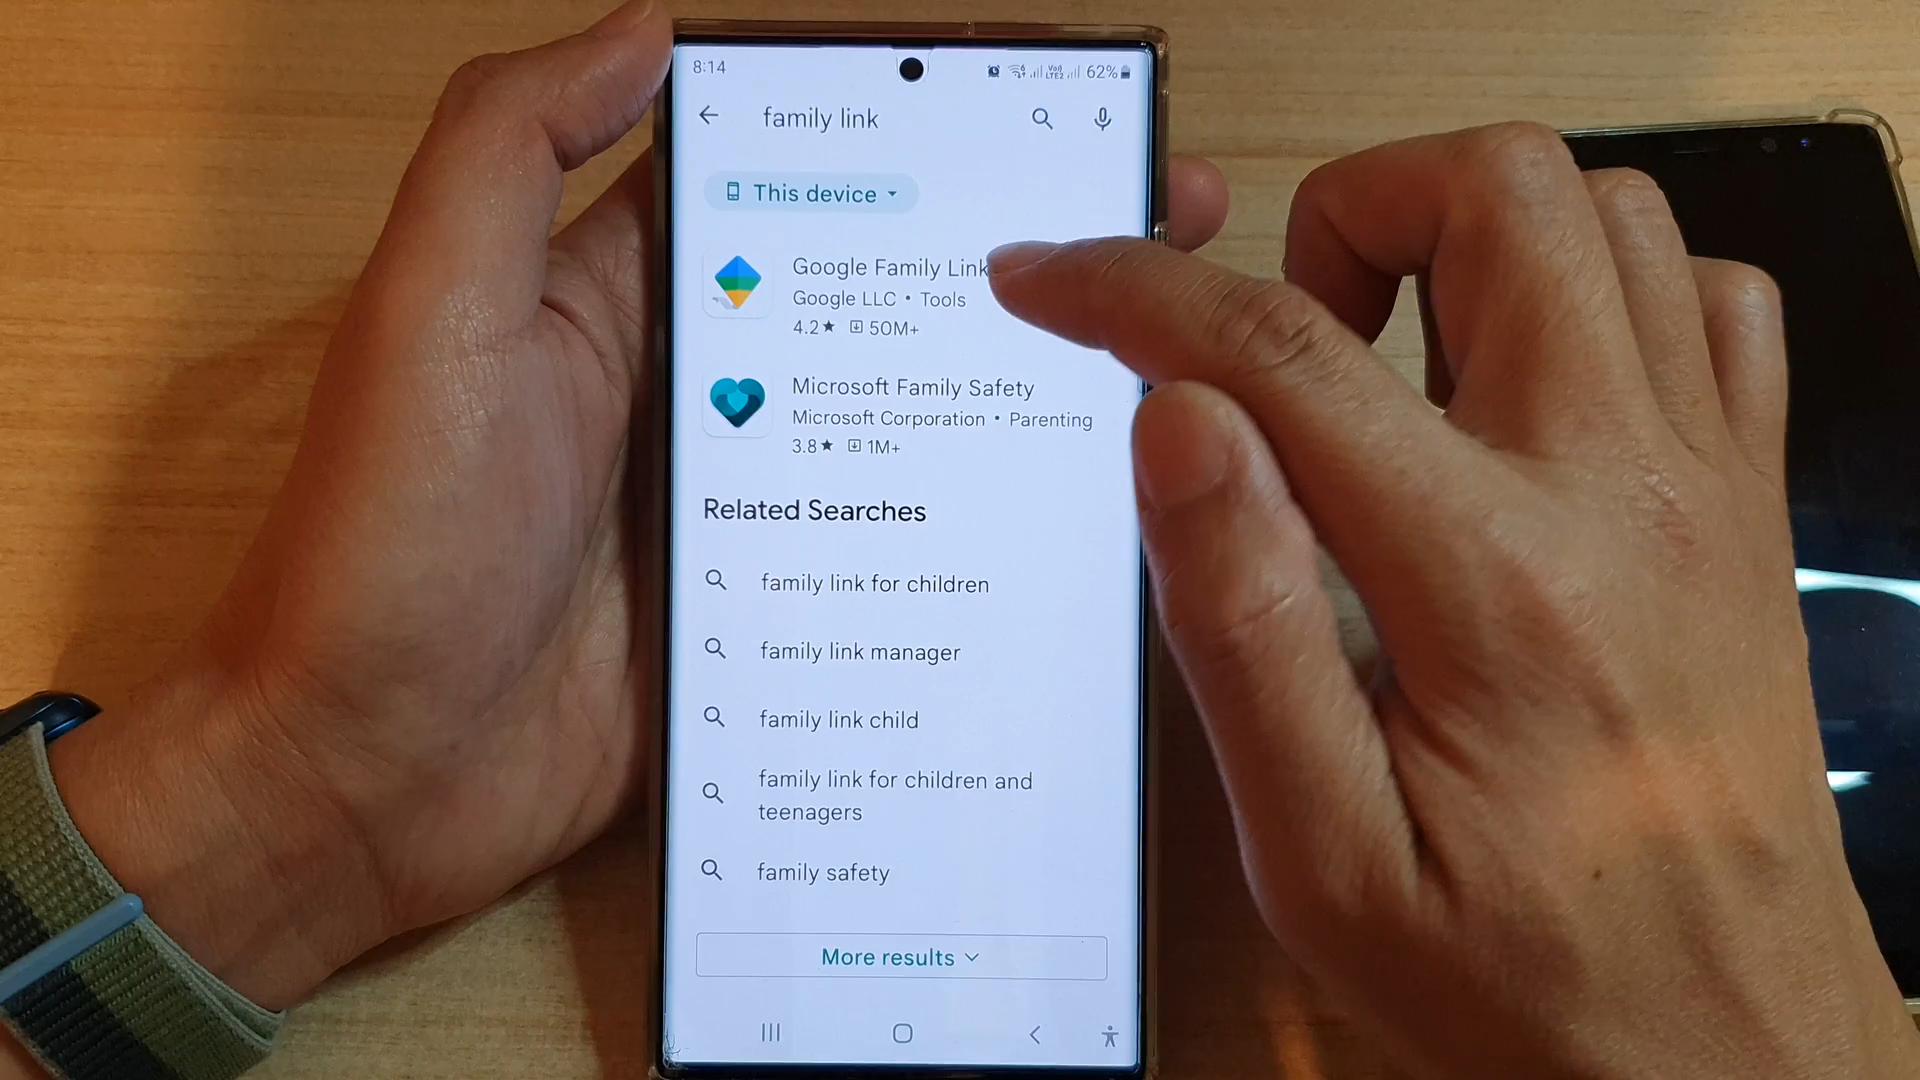 8:14
62%
family link
This device
Google Family Link
Google LLC • Tools
4.2★ 50M+
Microsoft Family Safety
Microsoft Corporation • Parenting
3.8★ 1M+
Related Searches
family link for children
family link manager
family link child
family link for children and
teenagers
family safety
More results